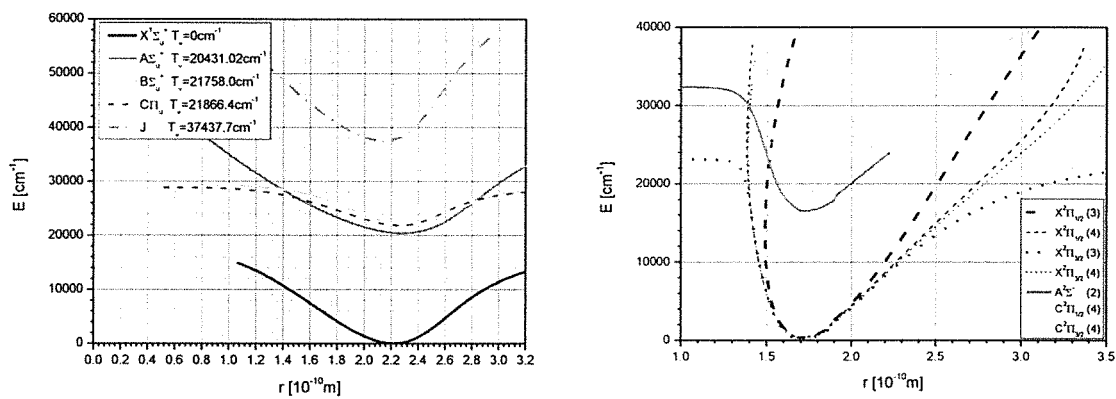 60000
50000
40000
30000
20000
10000
0
E [cm⁻¹]
X¹Σg⁺ Tₑ=0cm⁻¹
AΣu⁺ Tₑ=20431.02cm⁻¹
BΣu⁺ Tₑ=21758.0cm⁻¹
CΠu Tₑ=21866.4cm⁻¹
J Tₑ=37437.7cm⁻¹
0.0 0.2 0.4 0.6 0.8 1.0 1.2 1.4 1.6 1.8 2.0 2.2 2.4 2.6 2.8 3.0 3.2
r [10⁻¹⁰m]
40000
30000
20000
10000
0
E [cm⁻¹]
X²Π₁/₂ (3)
X²Π₁/₂ (4)
X²Π₃/₂ (3)
X²Π₃/₂ (4)
A²Σ⁻ (2)
C²Π₁/₂ (4)
C²Π₃/₂ (4)
1.0 1.5 2.0 2.5 3.0 3.5
r [10⁻¹⁰m]